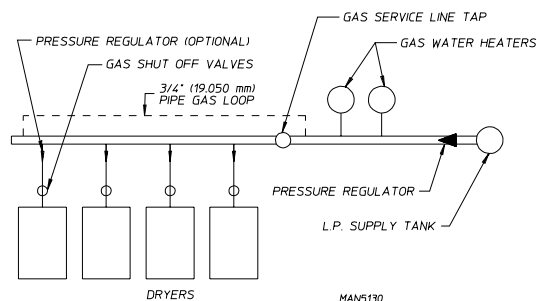 GAS SERVICE LINE TAP
PRESSURE REGULATOR (OPTIONAL)
GAS WATER HEATERS
GAS SHUT OFF VALVES
3/4" (19.050 mm)
PIPE GAS LOOP
PRESSURE REGULATOR
L.P. SUPPLY TANK
DRYERS
MAN5130